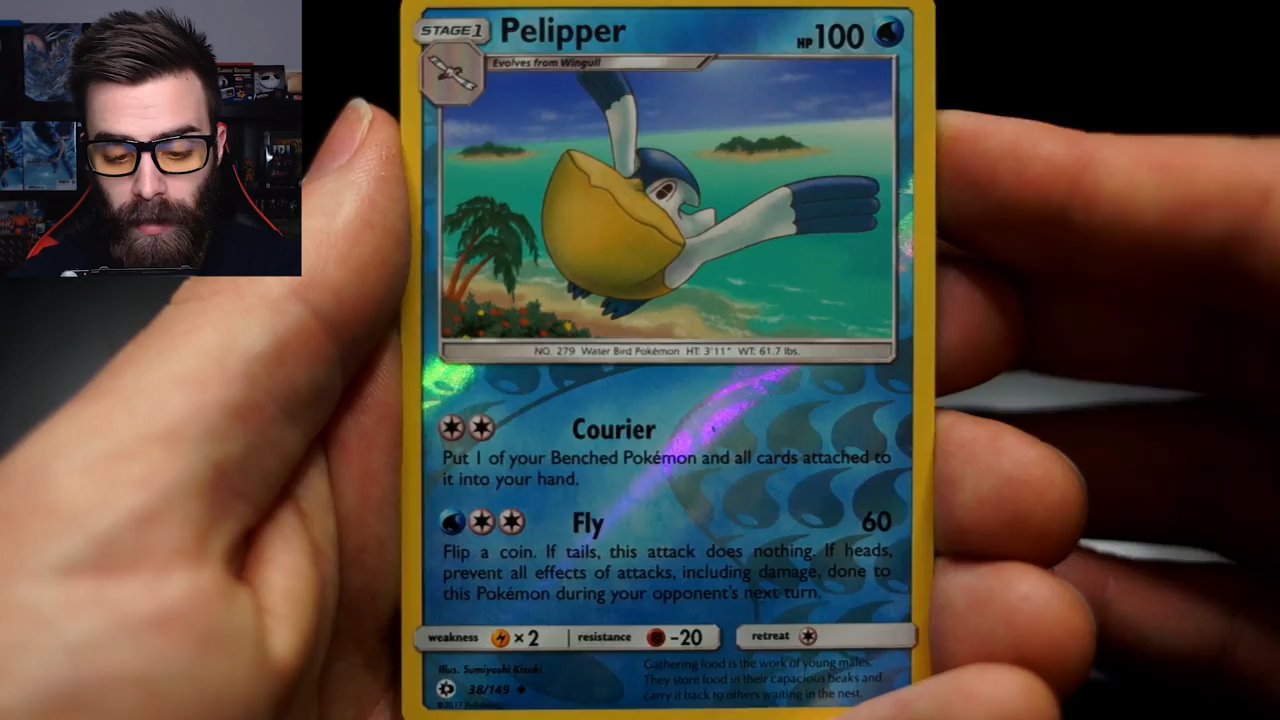 STAGE 1 Pelipper HP 100
Evolves from Wingull
NO. 279 Water Bird Pokémon HT: 3'11" WT: 61.7 lbs.
Courier
Put 1 of your Benched Pokémon and all cards attached to
it into your hand.
Fly 60
Flip a coin. If tails, this attack does nothing. If heads,
prevent all effects of attacks, including damage, done to
this Pokémon during your opponent's next turn.
weakness ×2 resistance -20 retreat
Illus. Sumiyoshi Kizuki
38/149
©2017 Pokémon
Gathering food is the work of young males.
They store food in their capacious beaks and
carry it back to others waiting in the nest.